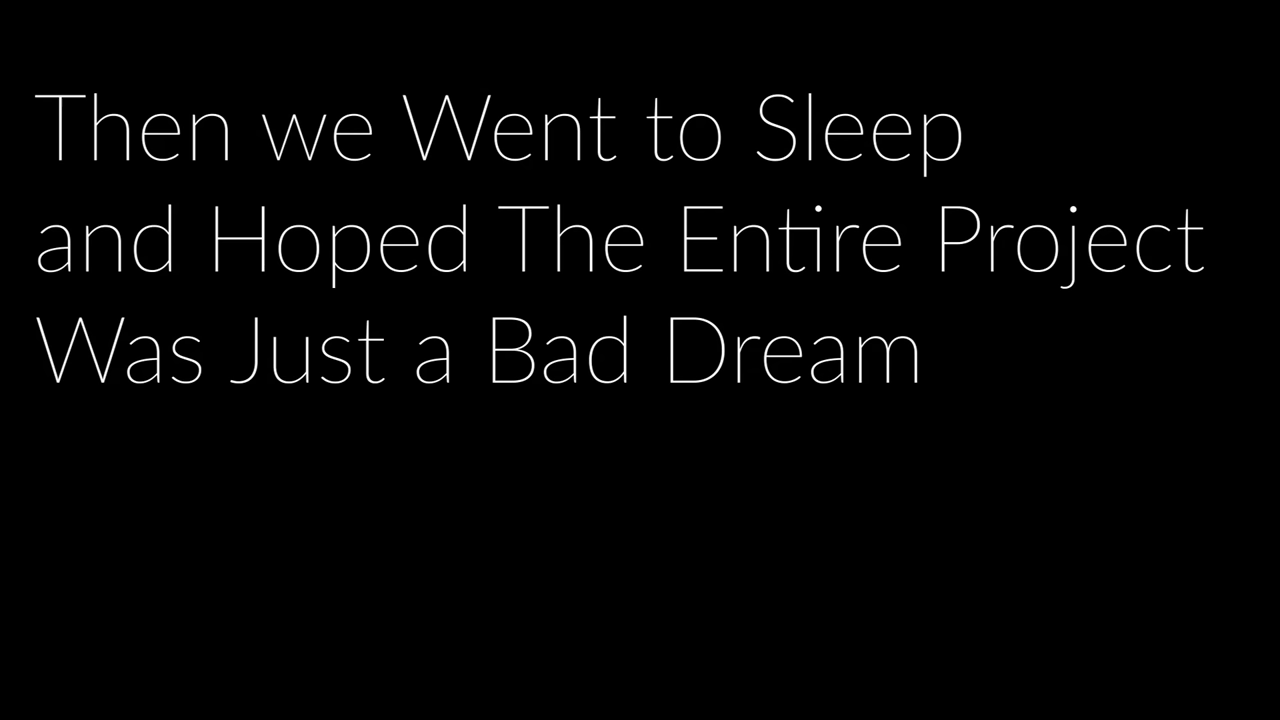 Then we Went to Sleep
and Hoped The Entire Project
Was Just a Bad Dream